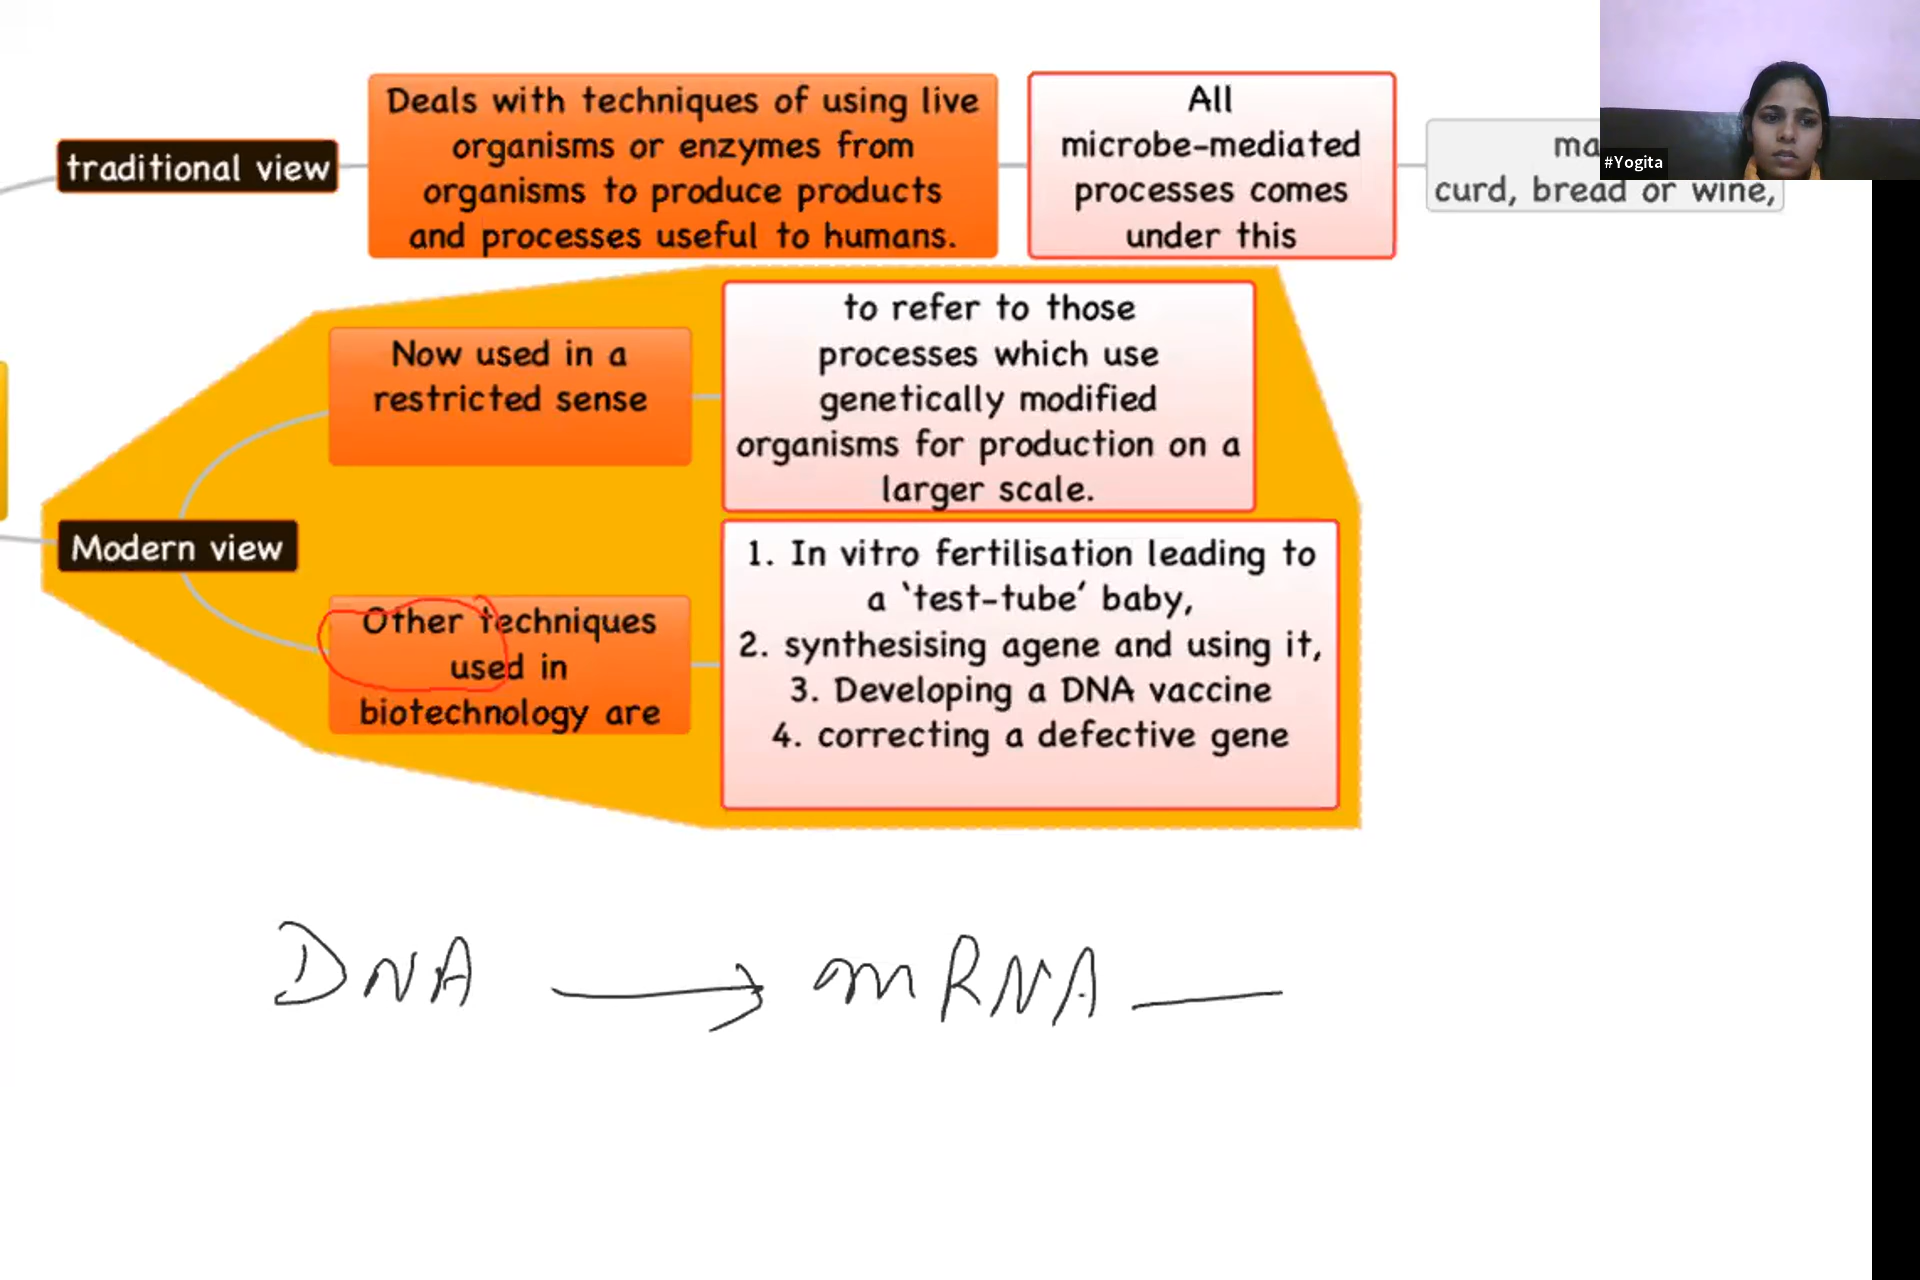 traditional view
Deals with techniques of using live
organisms or enzymes from
organisms to produce products
and processes useful to humans.
All
microbe-mediated
processes comes
under this
ma
curd, bread or wine,
#Yogita
Modern view
Now used in a
restricted sense
to refer to those
processes which use
genetically modified
organisms for production on a
larger scale.
Other techniques
used in
biotechnology are
1. In vitro fertilisation leading to
a ‘test-tube’ baby,
2. synthesising agene and using it,
3. Developing a DNA vaccine
4. correcting a defective gene
DNA → mRNA —